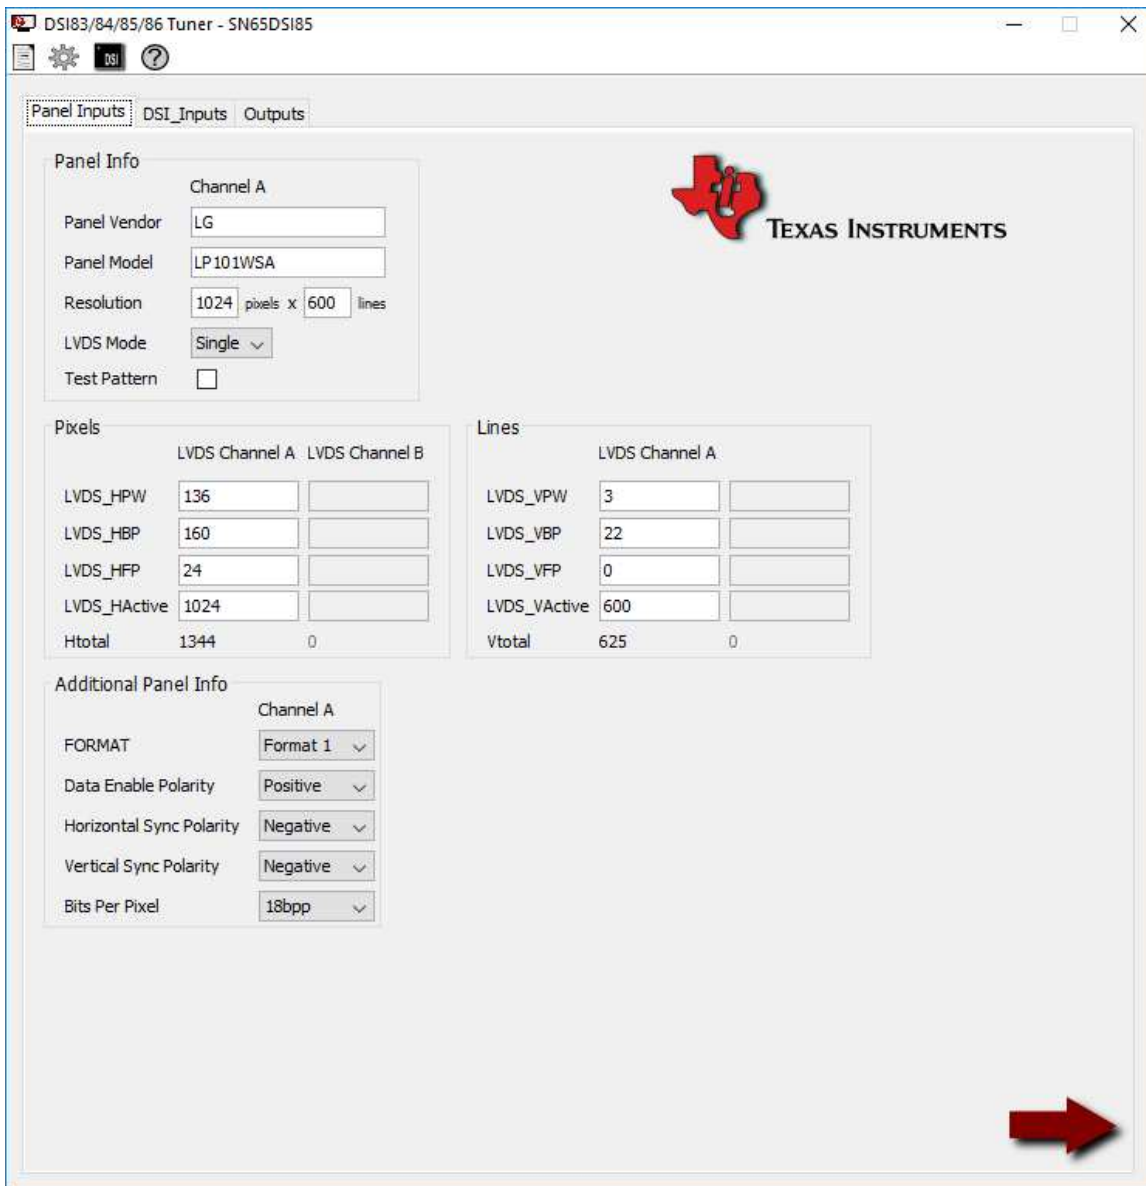 DSI83/84/85/86 Tuner - SN65DSI85
DSI
Panel Inputs DSI_Inputs Outputs
Panel Info
Channel A
Panel Vendor LG
Panel Model LP101WSA
Resolution 1024 pixels x 600 lines
LVDS Mode Single
Test Pattern
TEXAS INSTRUMENTS
Pixels
LVDS Channel A LVDS Channel B
LVDS_HPW 136
LVDS_HBP 160
LVDS_HFP 24
LVDS_HActive 1024
Htotal 1344 0
Lines
LVDS Channel A
LVDS_VPW 3
LVDS_VBP 22
LVDS_VFP 0
LVDS_VActive 600
Vtotal 625 0
Additional Panel Info
Channel A
FORMAT Format 1
Data Enable Polarity Positive
Horizontal Sync Polarity Negative
Vertical Sync Polarity Negative
Bits Per Pixel 18bpp